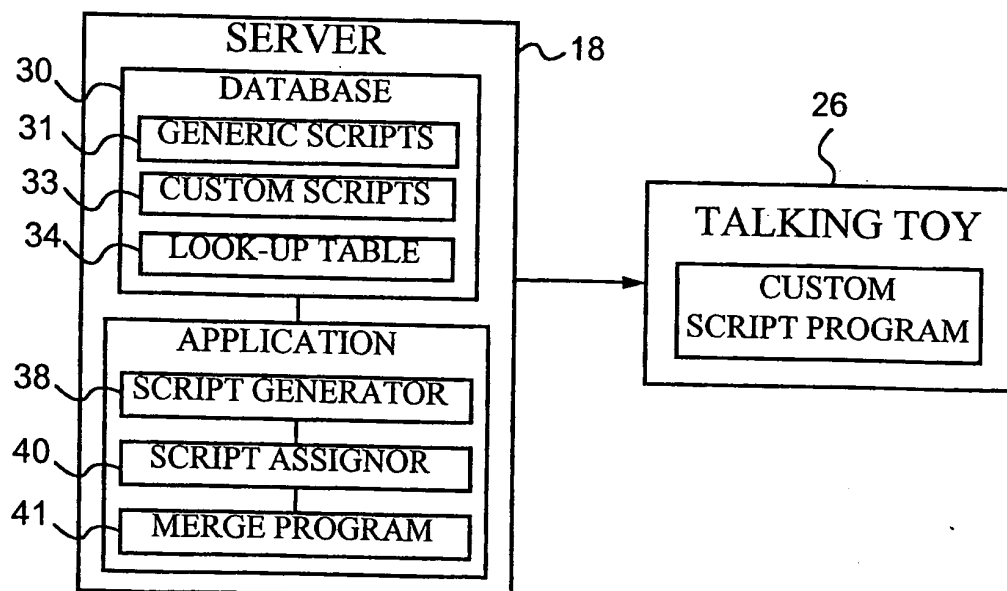 SERVER
18
30
DATABASE
31
GENERIC SCRIPTS
33
CUSTOM SCRIPTS
34
LOOK-UP TABLE
APPLICATION
38
SCRIPT GENERATOR
40
SCRIPT ASSIGNOR
41
MERGE PROGRAM
26
TALKING TOY
CUSTOM
SCRIPT PROGRAM